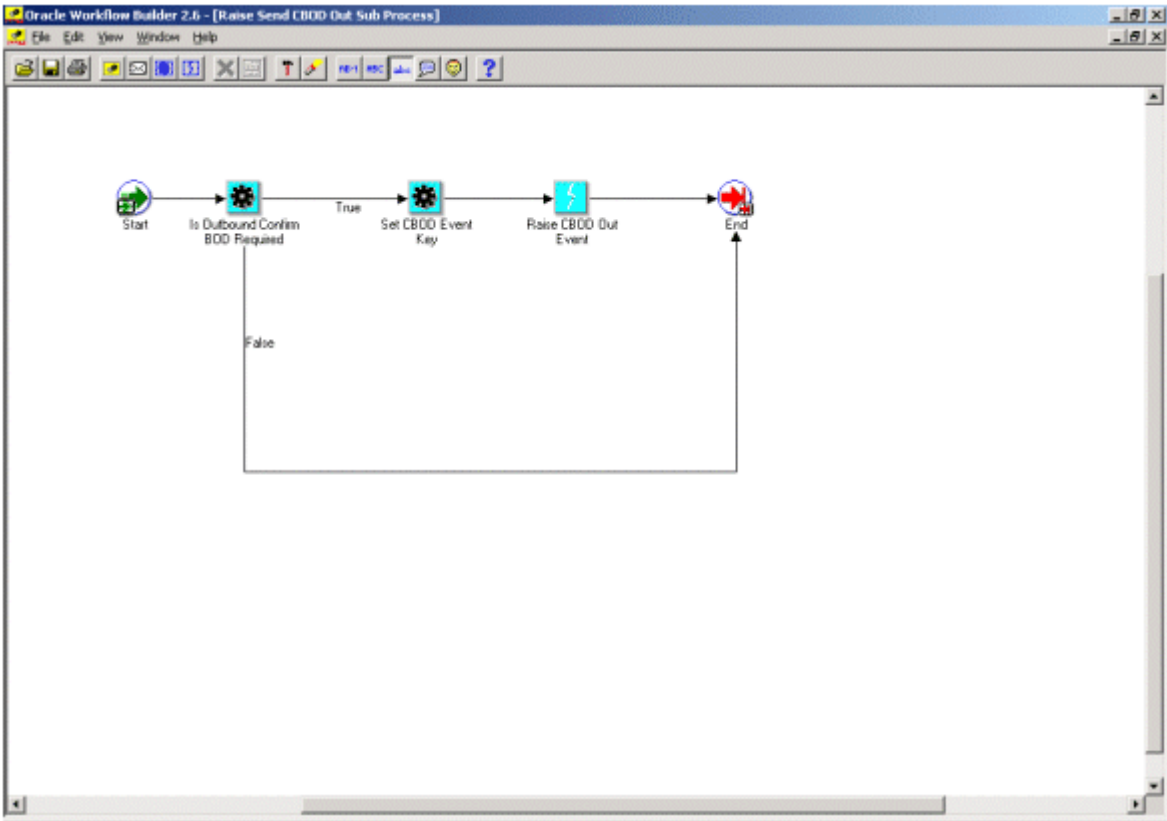 Oracle Workflow Builder 2.6 - [Raise Send CBOD Out Sub Process]
File Edit View Window Help
True
Start
Is Outbound Confirm
BOD Required
Set CBOD Event
Key
Raise CBOD Out
Event
End
False